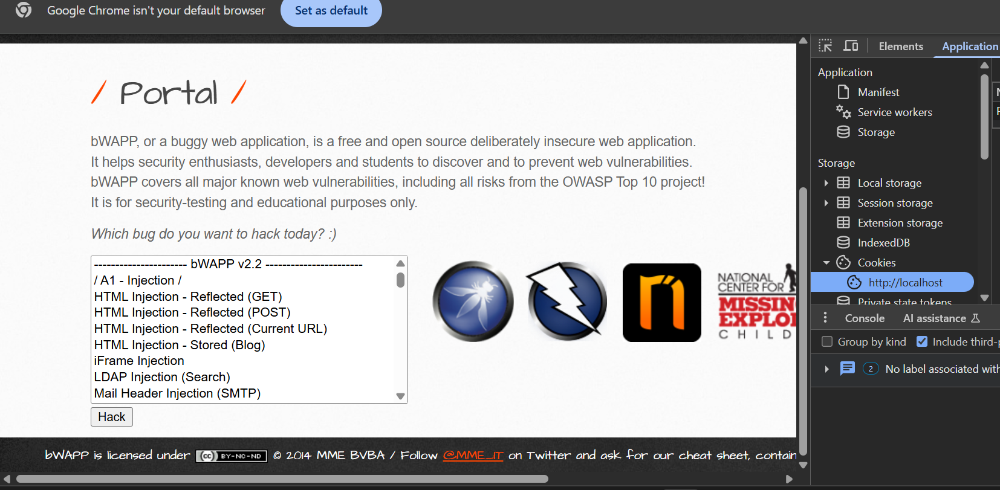 Google Chrome isn't your default browser
Set as default
/ Portal /
bWAPP, or a buggy web application, is a free and open source deliberately insecure web application.
It helps security enthusiasts, developers and students to discover and to prevent web vulnerabilities.
bWAPP covers all major known web vulnerabilities, including all risks from the OWASP Top 10 project!
It is for security-testing and educational purposes only.
Which bug do you want to hack today? :)
---------------------- bWAPP v2.2 -----------------------
/ A1 - Injection /
HTML Injection - Reflected (GET)
HTML Injection - Reflected (POST)
HTML Injection - Reflected (Current URL)
HTML Injection - Stored (Blog)
iFrame Injection
LDAP Injection (Search)
Mail Header Injection (SMTP)
Hack
NATIONAL
CENTER FOR
MISSIN
EXPLOI
CHILD
bWAPP is licensed under (cc) BY-NC-ND © 2014 MME BVBA / Follow @MME_IT on Twitter and ask for our cheat sheet, contain
Elements
Application
Application
Manifest
Service workers
Storage
Storage
Local storage
Session storage
Extension storage
IndexedDB
Cookies
http://localhost
Private state tokens
Console
AI assistance
Group by kind
Include third-p
2
No label associated with